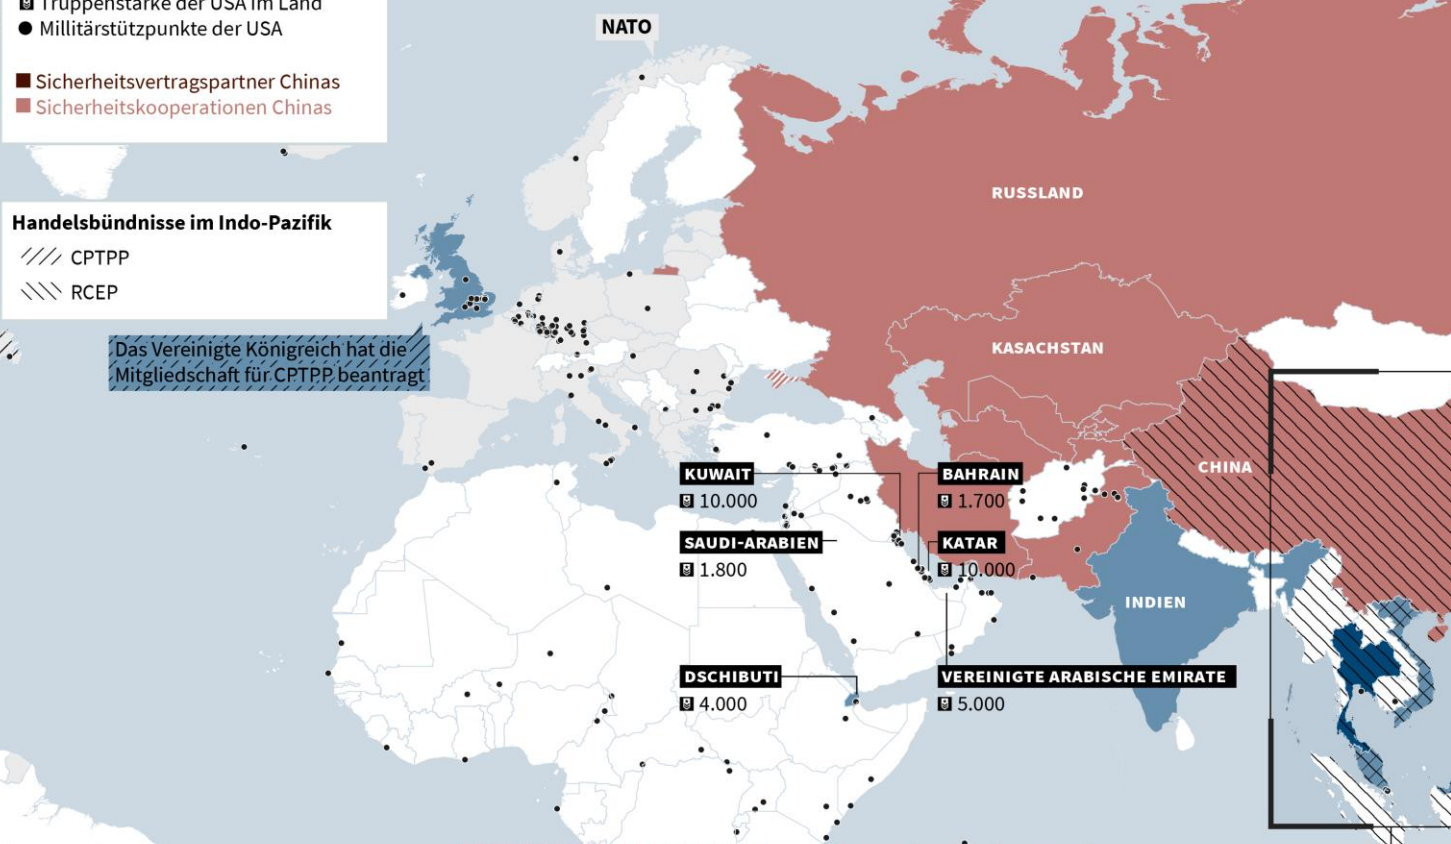 Truppenstärke der USA im Land
Millitärstützpunkte der USA
Sicherheitsvertragspartner Chinas
Sicherheitskooperationen Chinas
NATO
Handelsbündnisse im Indo-Pazifik
CPTPP
RCEP
Das Vereinigte Königreich hat die
Mitgliedschaft für CPTPP beantragt
RUSSLAND
KASACHSTAN
CHINA
KUWAIT
10.000
BAHRAIN
1.700
SAUDI-ARABIEN
1.800
KATAR
10.000
INDIEN
DSCHIBUTI
4.000
VEREINIGTE ARABISCHE EMIRATE
5.000